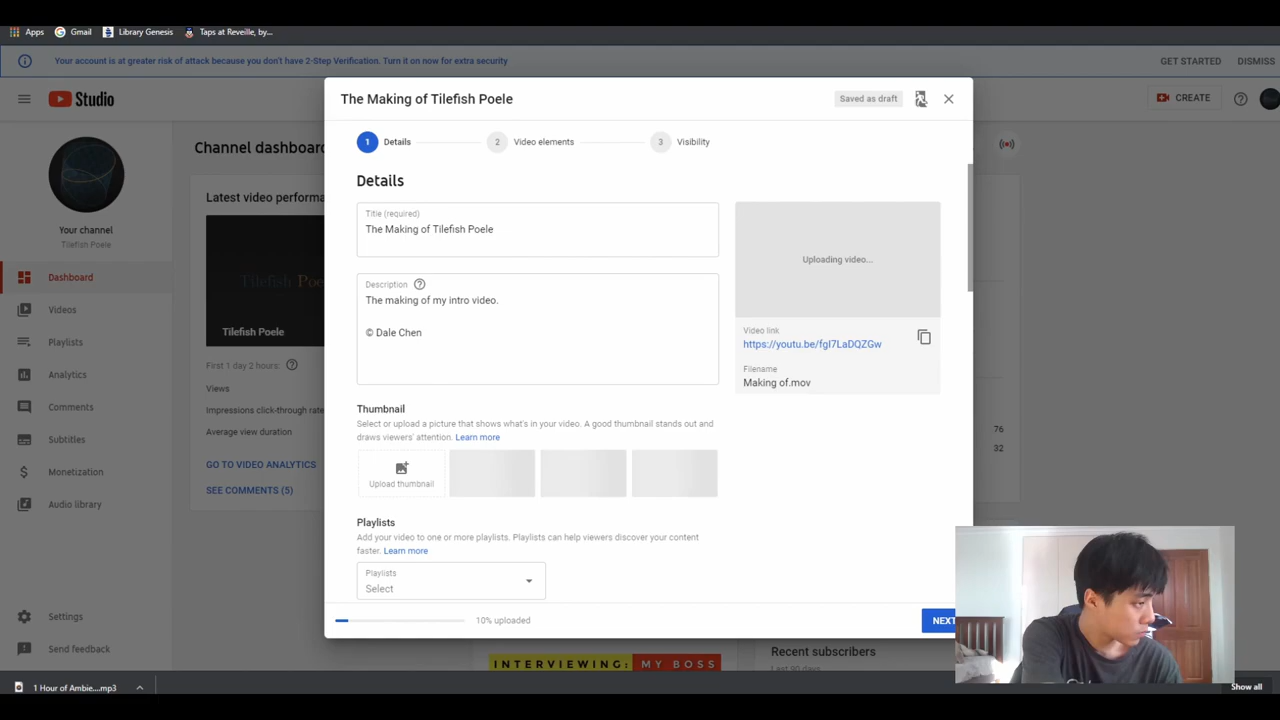 Apps Gmail Library Genesis Taps at Reveille, by...
Your account is at greater risk of attack because you don't have 2-Step Verification. Turn it on now for extra security GET STARTED DISMISS
Studio CREATE
The Making of Tilefish Poele Saved as draft
1 Details 2 Video elements 3 Visibility
Channel dashboard
Details
Latest video performa
Title (required)
The Making of Tilefish Poele
Your channel
Tilefish Poele
Uploading video...
Dashboard
Description
The making of my intro video.
Tilefish Poe
Videos
© Dale Chen
Tilefish Poele
Video link
https://youtu.be/fgI7LaDQZGw
Playlists
First 1 day 2 hours:
Filename
Making of.mov
Analytics
Views
Comments
Impressions click-through rate
Thumbnail
Select or upload a picture that shows what's in your video. A good thumbnail stands out and
draws viewers' attention. Learn more
76
Average view duration
Subtitles
32
GO TO VIDEO ANALYTICS
Monetization
Upload thumbnail
SEE COMMENTS (5)
Audio library
Playlists
Add your video to one or more playlists. Playlists can help viewers discover your content
faster. Learn more
Playlists
Select
Settings
10% uploaded NEXT
Send feedback
INTERVIEWING: MY BOSS
Recent subscribers
Last 90 days
1 Hour of Ambie....mp3 Show all